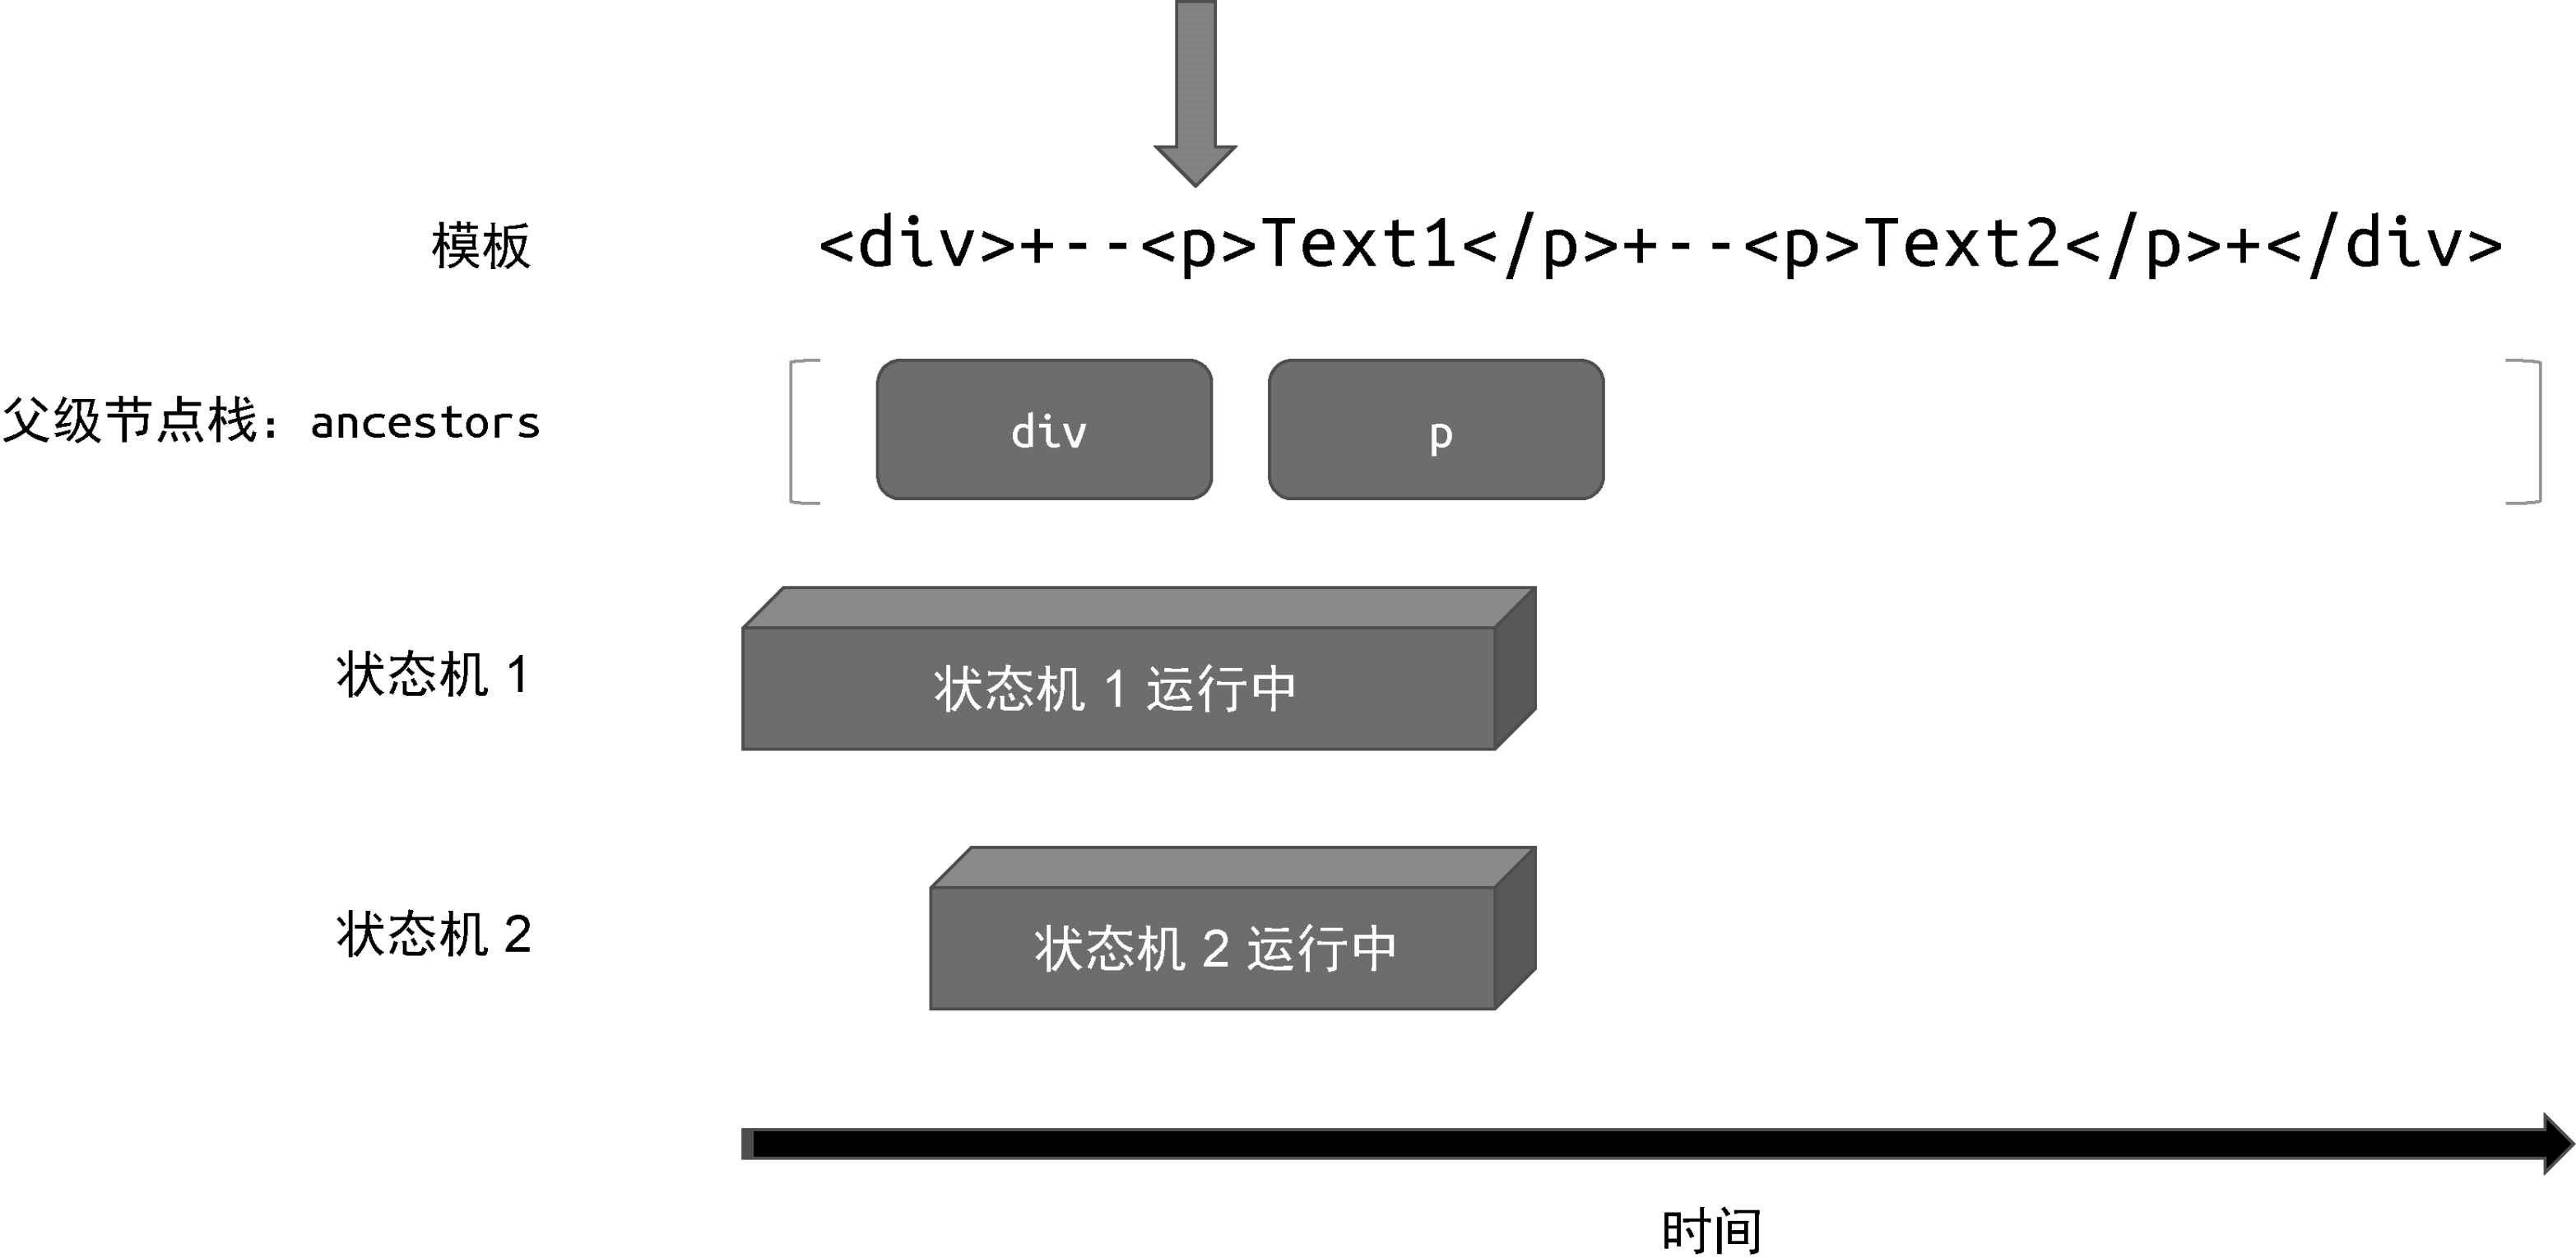 模板 <div>+--<p>Text1</p>+--<p>Text2</p>+</div>
父级节点栈：ancestors div p
状态机 1 状态机 1 运行中
状态机 2 状态机 2 运行中
时间